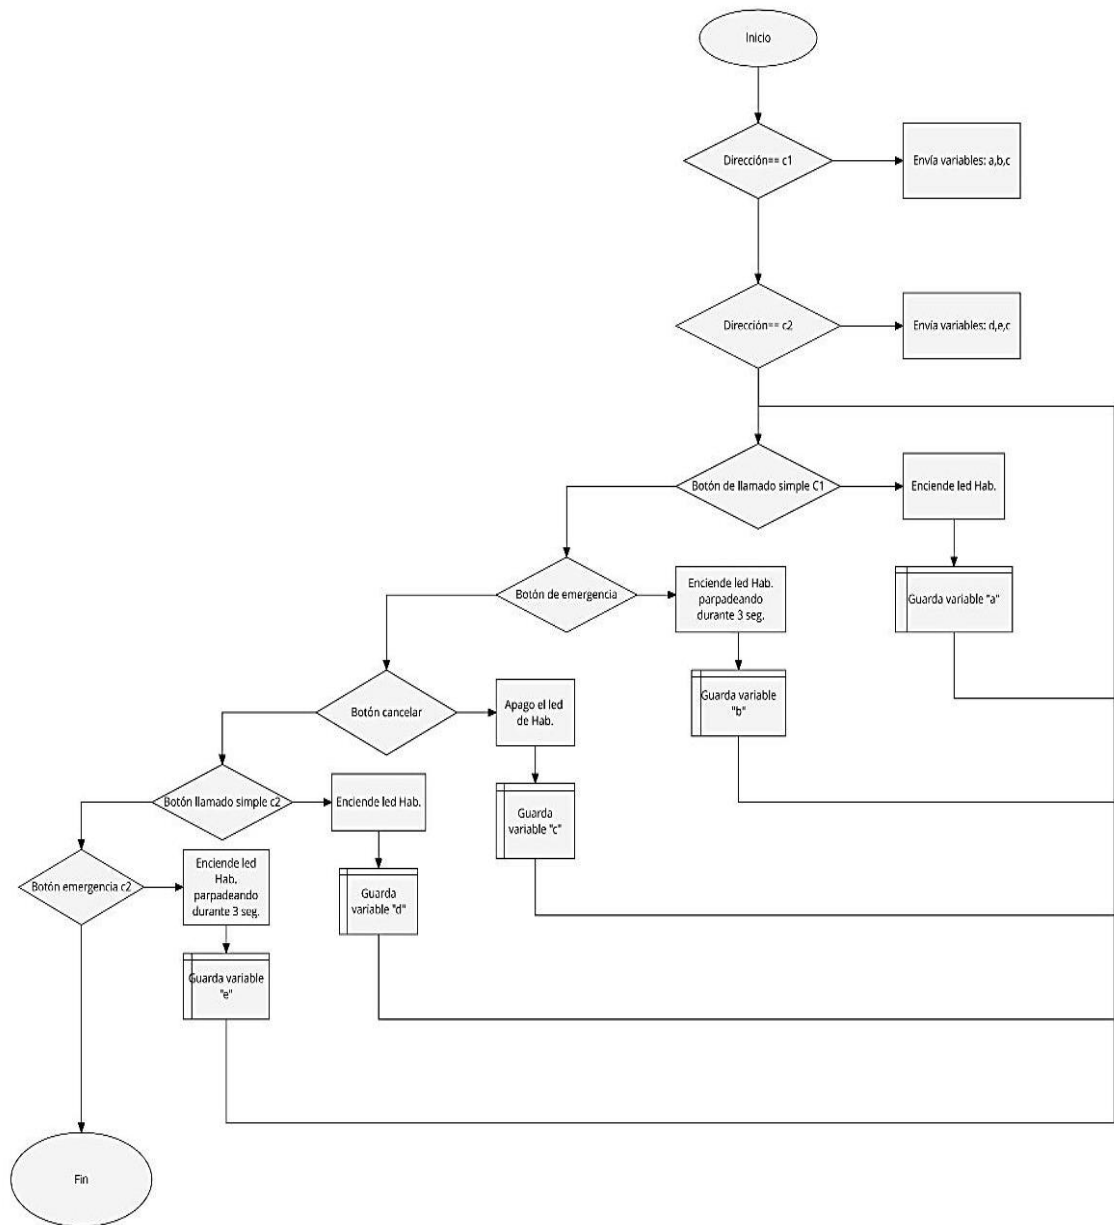 Inicio
Dirección== c1
Envía variables: a,b,c
Dirección== c2
Envía variables: d,e,c
Botón de llamado simple C1
Enciende led Hab.
Guarda variable "a"
Botón de emergencia
Enciende led Hab.
parpadeando
durante 3 seg.
Guarda variable
"b"
Botón cancelar
Apago el led
de Hab.
Guarda
variable "c"
Botón llamado simple c2
Enciende led Hab.
Guarda
variable "d"
Botón emergencia c2
Enciende led
Hab.
parpadeando
durante 3 seg.
Guarda variable
"e"
Fin